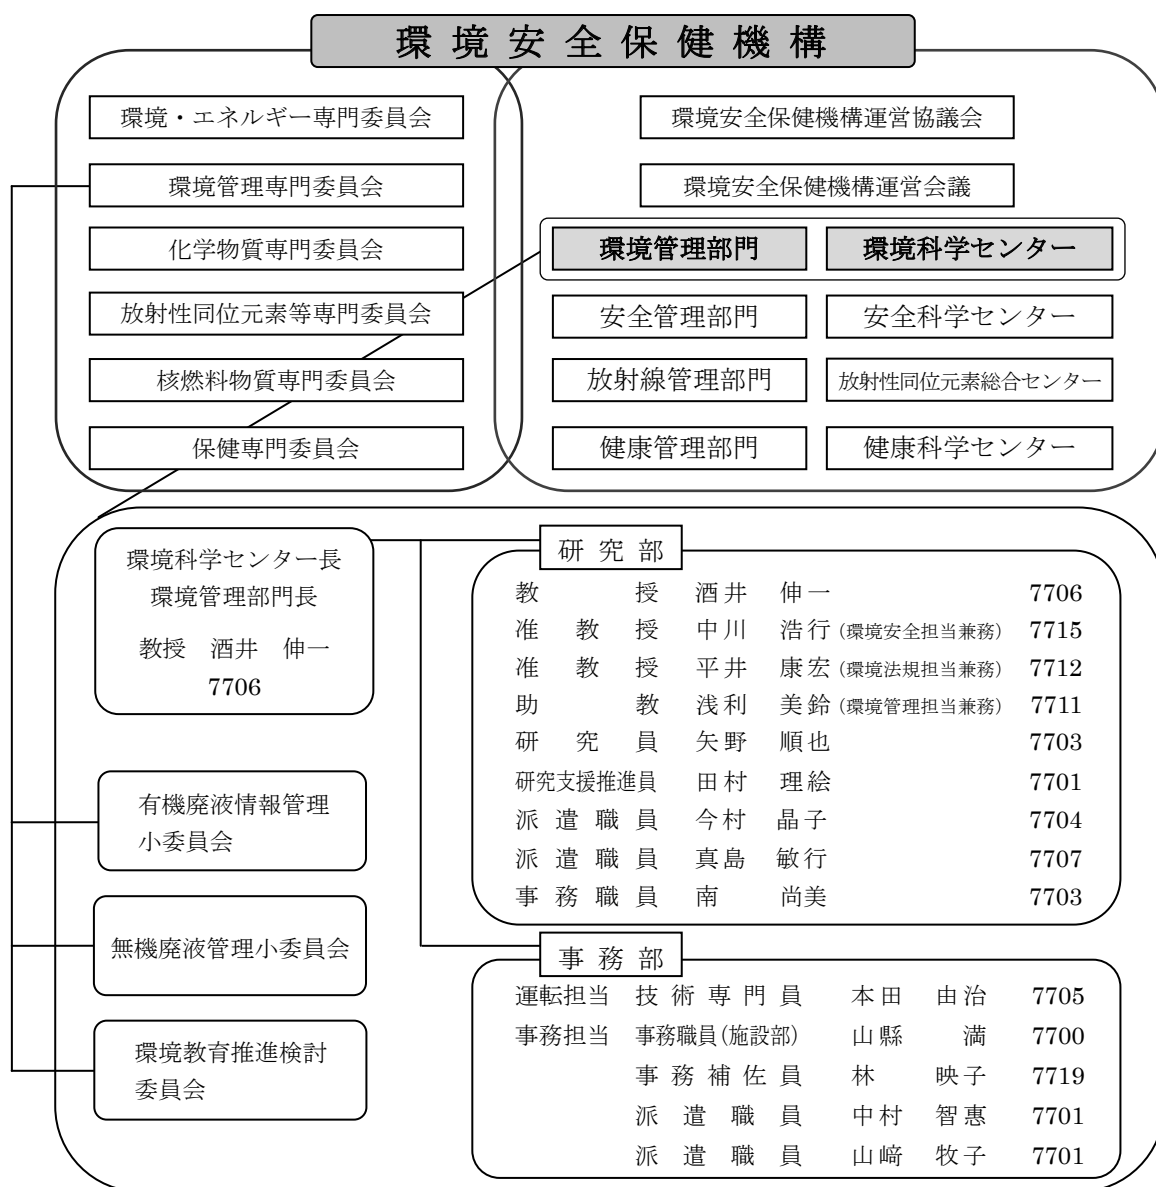 環境安全保健機構
環境・エネルギー専門委員会
環境管理専門委員会
化学物質専門委員会
放射性同位元素等専門委員会
核燃料物質専門委員会
保健専門委員会
環境安全保健機構運営協議会
環境安全保健機構運営会議
環境管理部門 環境科学センター
安全管理部門 安全科学センター
放射線管理部門 放射性同位元素総合センター
健康管理部門 健康科学センター
環境科学センター長
環境管理部門長
教授 酒井 伸一
7706
有機廃液情報管理
小委員会
無機廃液管理小委員会
環境教育推進検討
委員会
研究部
教授 酒井 伸一 7706
准教授 中川 浩行(環境安全担当兼務) 7715
准教授 平井 康宏(環境法規担当兼務) 7712
助教 浅利 美鈴(環境管理担当兼務) 7711
研究員 矢野 順也 7703
研究支援推進員 田村 理絵 7701
派遣職員 今村 晶子 7704
派遣職員 真島 敏行 7707
事務職員 南 尚美 7703
事務部
運転担当 技術専門員 本田 由治 7705
事務担当 事務職員(施設部) 山縣 満 7700
事務補佐員 林 映子 7719
派遣職員 中村 智惠 7701
派遣職員 山﨑 牧子 7701